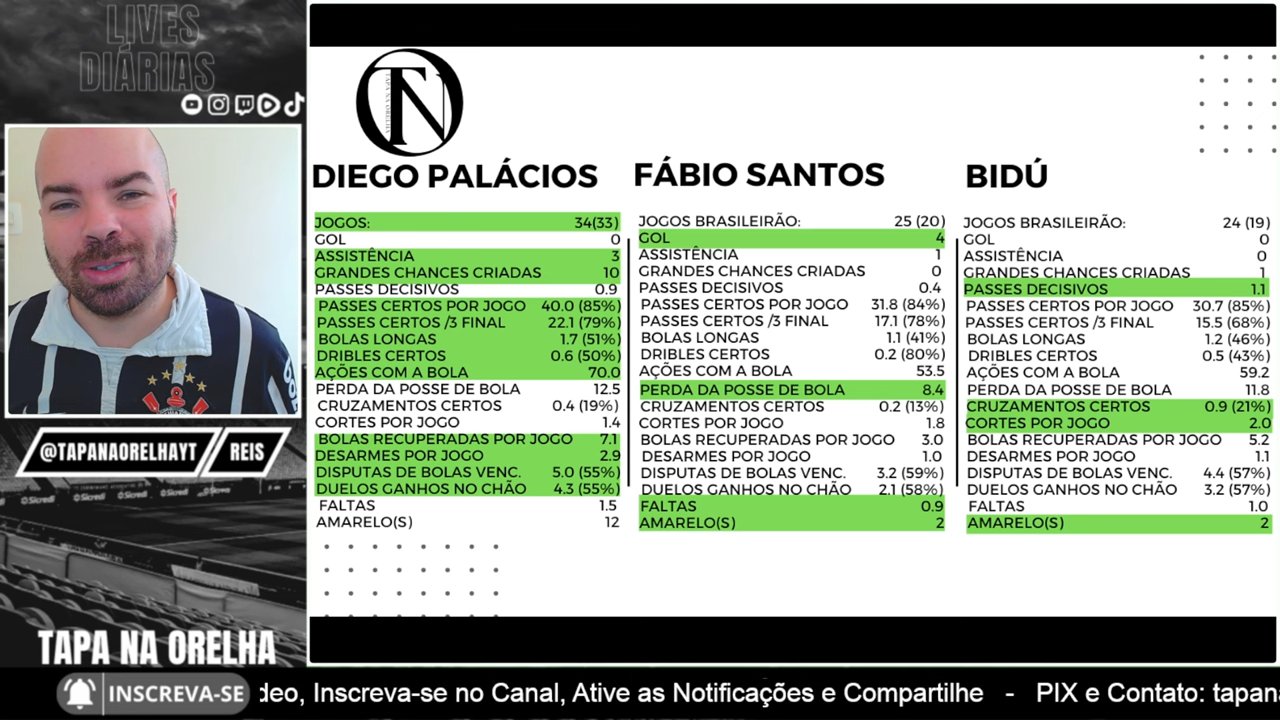 LIVES
DIÁRIAS
TN
TAPA NA ORELHA
DIEGO PALÁCIOS
JOGOS: 34(33)
GOL 0
ASSISTÊNCIA 3
GRANDES CHANCES CRIADAS 10
PASSES DECISIVOS 0.9
PASSES CERTOS POR JOGO 40.0 (85%)
PASSES CERTOS /3 FINAL 22.1 (79%)
BOLAS LONGAS 1.7 (51%)
DRIBLES CERTOS 0.6 (50%)
AÇÕES COM A BOLA 70.0
PERDA DA POSSE DE BOLA 12.5
CRUZAMENTOS CERTOS 0.4 (19%)
CORTES POR JOGO 1.4
BOLAS RECUPERADAS POR JOGO 7.1
DESARMES POR JOGO 2.9
DISPUTAS DE BOLAS VENC. 5.0 (55%)
DUELOS GANHOS NO CHÃO 4.3 (55%)
FALTAS 1.5
AMARELO(S) 12
FÁBIO SANTOS
JOGOS BRASILEIRÃO: 25 (20)
GOL 4
ASSISTÊNCIA 1
GRANDES CHANCES CRIADAS 0
PASSES DECISIVOS 0.4
PASSES CERTOS POR JOGO 31.8 (84%)
PASSES CERTOS /3 FINAL 17.1 (78%)
BOLAS LONGAS 1.1 (41%)
DRIBLES CERTOS 0.2 (80%)
AÇÕES COM A BOLA 53.5
PERDA DA POSSE DE BOLA 8.4
CRUZAMENTOS CERTOS 0.2 (13%)
CORTES POR JOGO 1.8
BOLAS RECUPERADAS POR JOGO 3.0
DESARMES POR JOGO 1.0
DISPUTAS DE BOLAS VENC. 3.2 (59%)
DUELOS GANHOS NO CHÃO 2.1 (58%)
FALTAS 0.9
AMARELO(S) 2
BIDÚ
JOGOS BRASILEIRÃO: 24 (19)
GOL 0
ASSISTÊNCIA 0
GRANDES CHANCES CRIADAS 1
PASSES DECISIVOS 1.1
PASSES CERTOS POR JOGO 30.7 (85%)
PASSES CERTOS /3 FINAL 15.5 (68%)
BOLAS LONGAS 1.2 (46%)
DRIBLES CERTOS 0.5 (43%)
AÇÕES COM A BOLA 59.2
PERDA DA POSSE DE BOLA 11.8
CRUZAMENTOS CERTOS 0.9 (21%)
CORTES POR JOGO 2.0
BOLAS RECUPERADAS POR JOGO 5.2
DESARMES POR JOGO 1.1
DISPUTAS DE BOLAS VENC. 4.4 (57%)
DUELOS GANHOS NO CHÃO 3.2 (57%)
FALTAS 1.0
AMARELO(S) 2
@TAPANAORELHAYT REIS
Sicredi Sicredi Sicredi
TAPA NA ORELHA
INSCREVA-SE
deo, Inscreva-se no Canal, Ative as Notificações e Compartilhe - PIX e Contato: tapan